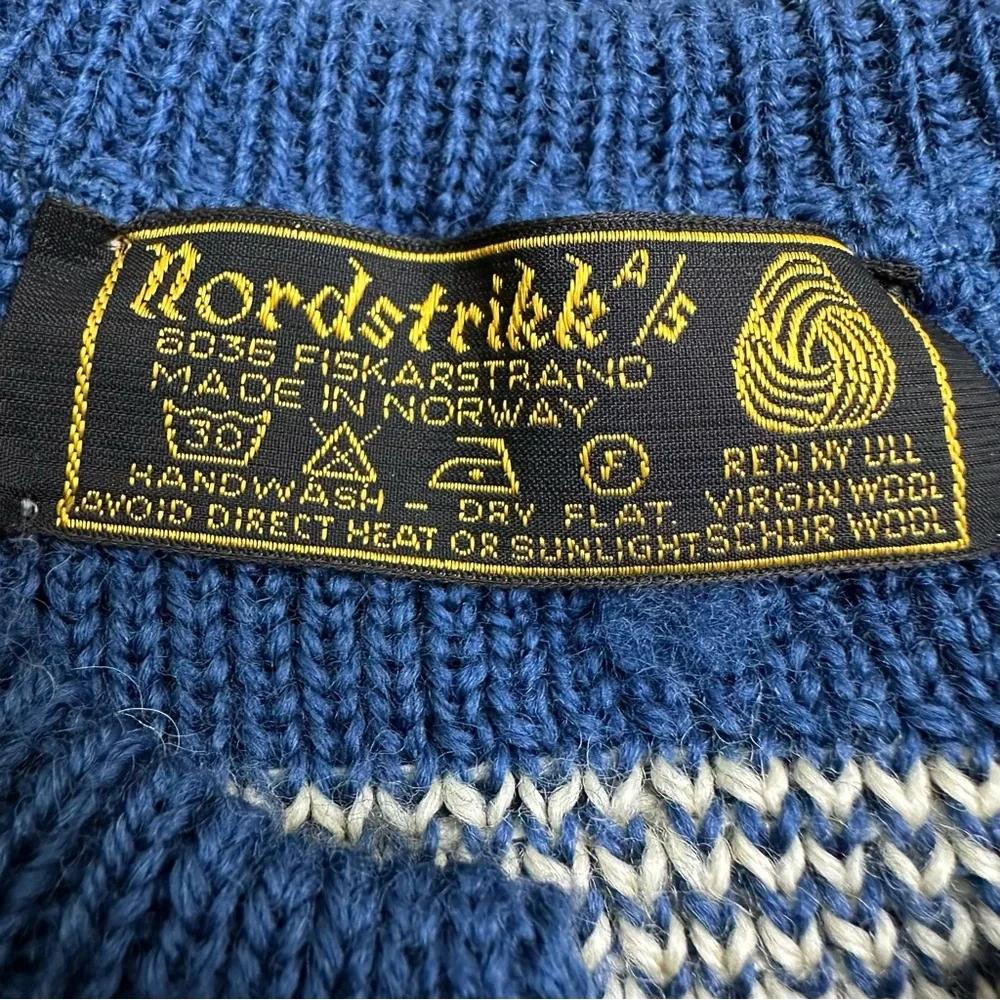 Nordstrikk A/S
6036 FISKARSTRAND
MADE IN NORWAY
30
F
HANDWASH - DRY FLAT.
AVOID DIRECT HEAT OR SUNLIGHT
REN NY ULL
VIRGIN WOOL
SCHUR WOOL